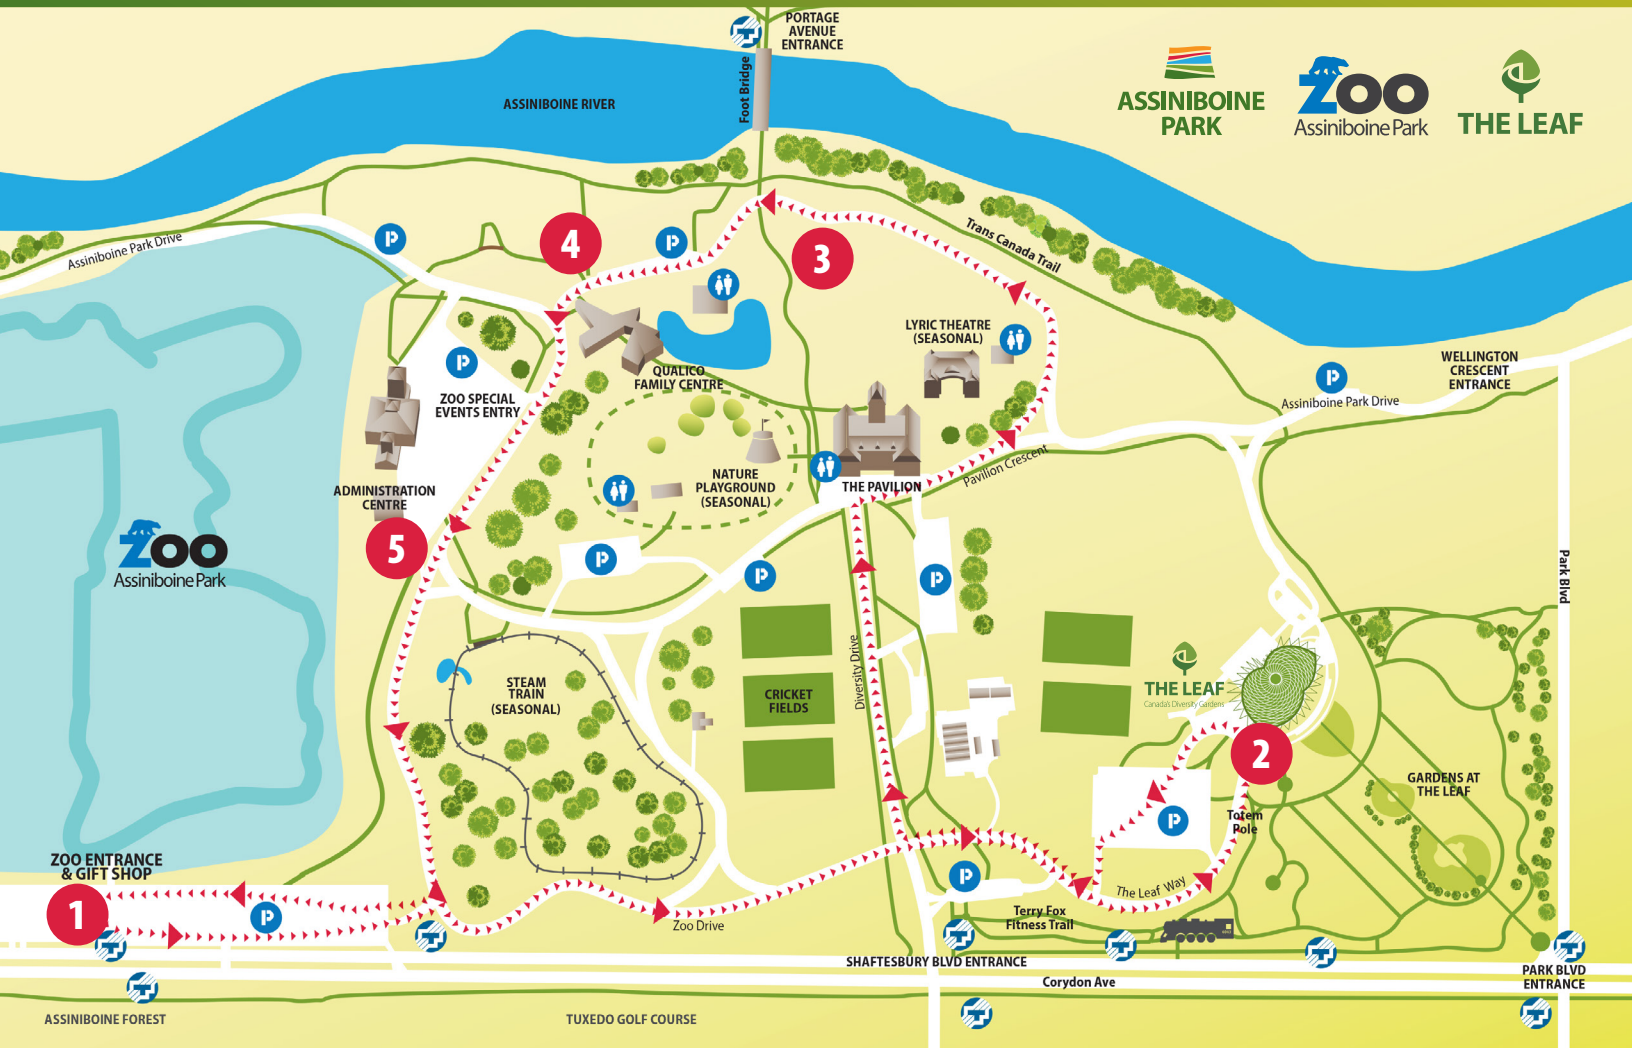 PORTAGE
AVENUE
ENTRANCE
Foot Bridge
ASSINIBOINE RIVER
ASSINIBOINE
PARK
ZOO
Assiniboine Park
THE LEAF
Assiniboine Park Drive
P
4
P
3
Trans Canada Trail
LYRIC THEATRE
(SEASONAL)
WELLINGTON
CRESCENT
ENTRANCE
P
Assiniboine Park Drive
P
ZOO SPECIAL
EVENTS ENTRY
QUALICO
FAMILY CENTRE
NATURE
PLAYGROUND
(SEASONAL)
THE PAVILION
Pavilion Crescent
ADMINISTRATION
CENTRE
5
ZOO
Assiniboine Park
P
P
P
Park Blvd
STEAM
TRAIN
(SEASONAL)
CRICKET
FIELDS
Diversity Drive
THE LEAF
Canada's Diversity Gardens
2
GARDENS AT
THE LEAF
P
Totem
Pole
ZOO ENTRANCE
& GIFT SHOP
1
P
P
The Leaf Way
Zoo Drive
Terry Fox
Fitness Trail
SHAFTESBURY BLVD ENTRANCE
Corydon Ave
PARK BLVD
ENTRANCE
ASSINIBOINE FOREST
TUXEDO GOLF COURSE